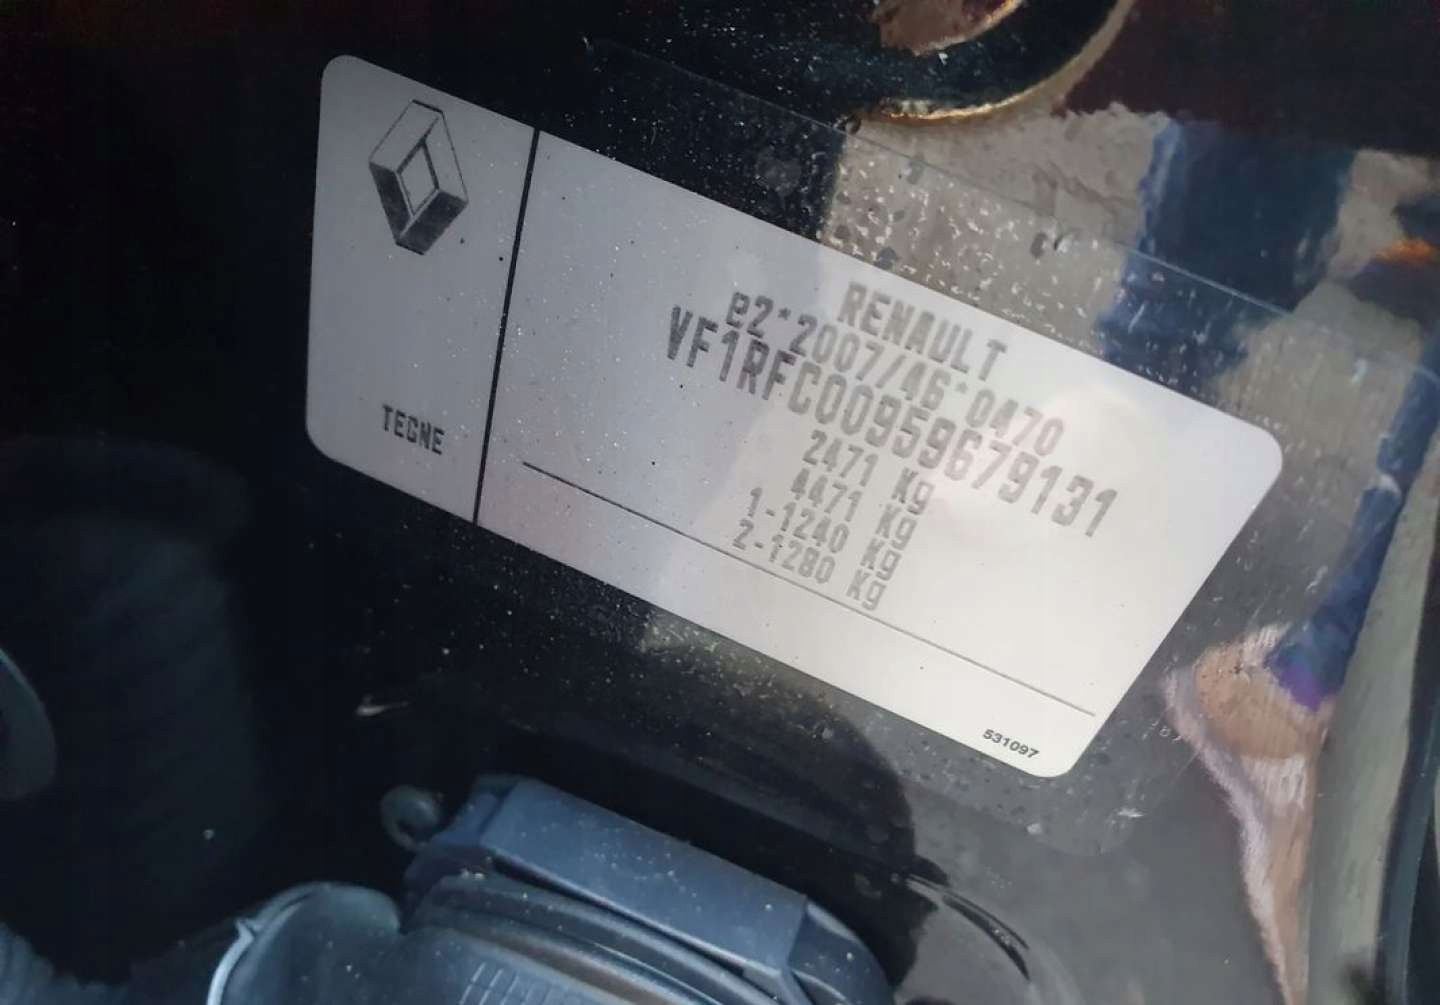 RENAULT
e2*2007/46*0470
VF1RFC00959679131
2471 Kg
4471 Kg
1-1240 Kg
2-1280 Kg
TEGNE
531097